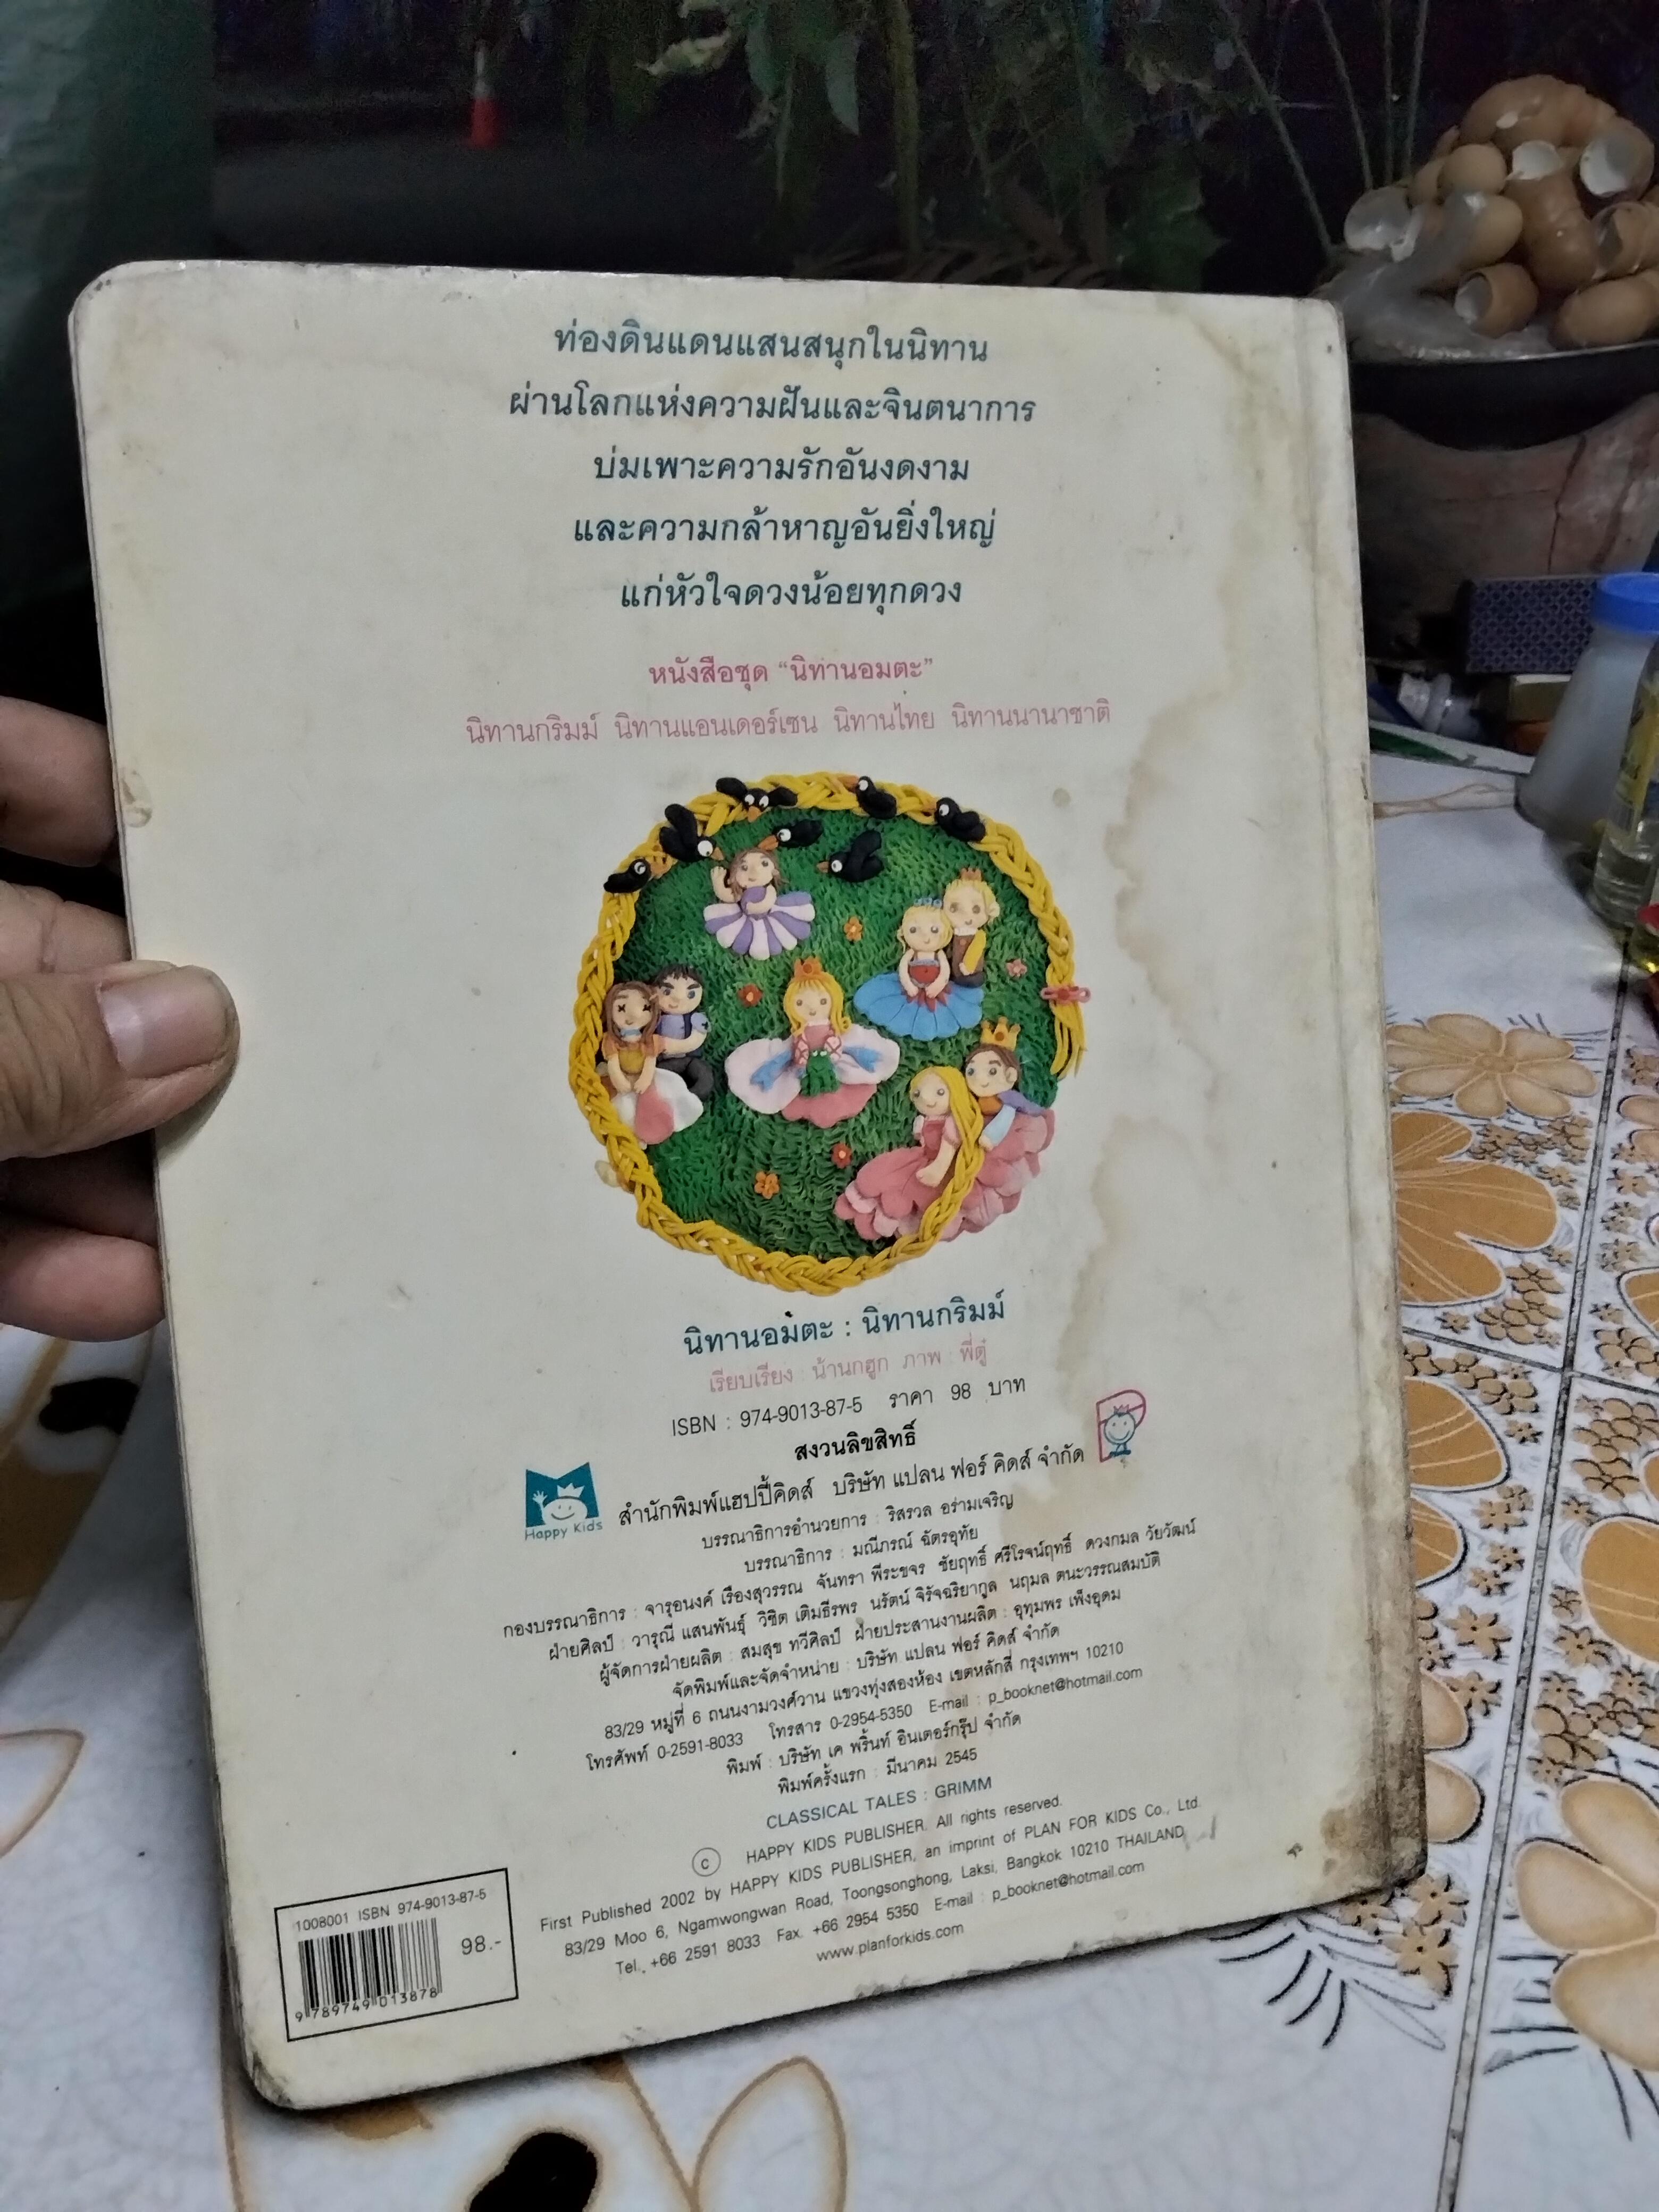 ท่องดินแดนแสนสนุกในนิทาน
ผ่านโลกแห่งความฝันและจินตนาการ
บ่มเพาะความรักอันงดงาม
และความกล้าหาญอันยิ่งใหญ่
แก่หัวใจดวงน้อยทุกดวง
หนังสือชุด “นิทานอมตะ”
นิทานกริมม์ นิทานแอนเดอร์เซน นิทานไทย นิทานนานาชาติ
นิทานอมตะ : นิทานกริมม์
เรียบเรียง : น้านกฮูก ภาพ : พี่ตุ๋
ISBN : 974-9013-87-5 ราคา 98 บาท
สงวนลิขสิทธิ์
Happy Kids
สำนักพิมพ์แฮปปี้คิดส์ บริษัท แปลน ฟอร์ คิดส์ จำกัด
บรรณาธิการอำนวยการ : ริสรวล อร่ามเจริญ
บรรณาธิการ : มณีภรณ์ ฉัตรอุทัย
กองบรรณาธิการ : จารุอนงค์ เรืองสุวรรณ จันทรา พีระขจร ชัยฤทธิ์ ศรีโรจน์ฤทธิ์ ดวงกมล วัยวัฒน์
ฝ่ายศิลป์ : วารุณี แสนพันธุ์ วิชิต เติมธีรพร นรัตน์ จิรัจฉริยากูล นฤมล ตนะวรรณสมบัติ
ผู้จัดการฝ่ายผลิต : สมสุข ทวีศิลป์ ฝ่ายประสานงานผลิต : อุทุมพร เพ็งอุดม
จัดพิมพ์และจัดจำหน่าย : บริษัท แปลน ฟอร์ คิดส์ จำกัด
83/29 หมู่ที่ 6 ถนนงามวงศ์วาน แขวงทุ่งสองห้อง เขตหลักสี่ กรุงเทพฯ 10210
โทรศัพท์ 0-2591-8033 โทรสาร 0-2954-5350 E-mail : p_booknet@hotmail.com
พิมพ์ : บริษัท เค พริ้นท์ อินเตอร์กรุ๊ป จำกัด
พิมพ์ครั้งแรก : มีนาคม 2545
CLASSICAL TALES : GRIMM
© HAPPY KIDS PUBLISHER. All rights reserved.
First Published 2002 by HAPPY KIDS PUBLISHER, an imprint of PLAN FOR KIDS Co., Ltd.
83/29 Moo 6, Ngamwongwan Road, Toongsonghong, Laksi, Bangkok 10210 THAILAND
Tel. +66 2591 8033 Fax. +66 2954 5350 E-mail : p_booknet@hotmail.com
www.planforkids.com
1008001 ISBN 974-9013-87-5
98.-
9 789749 013878